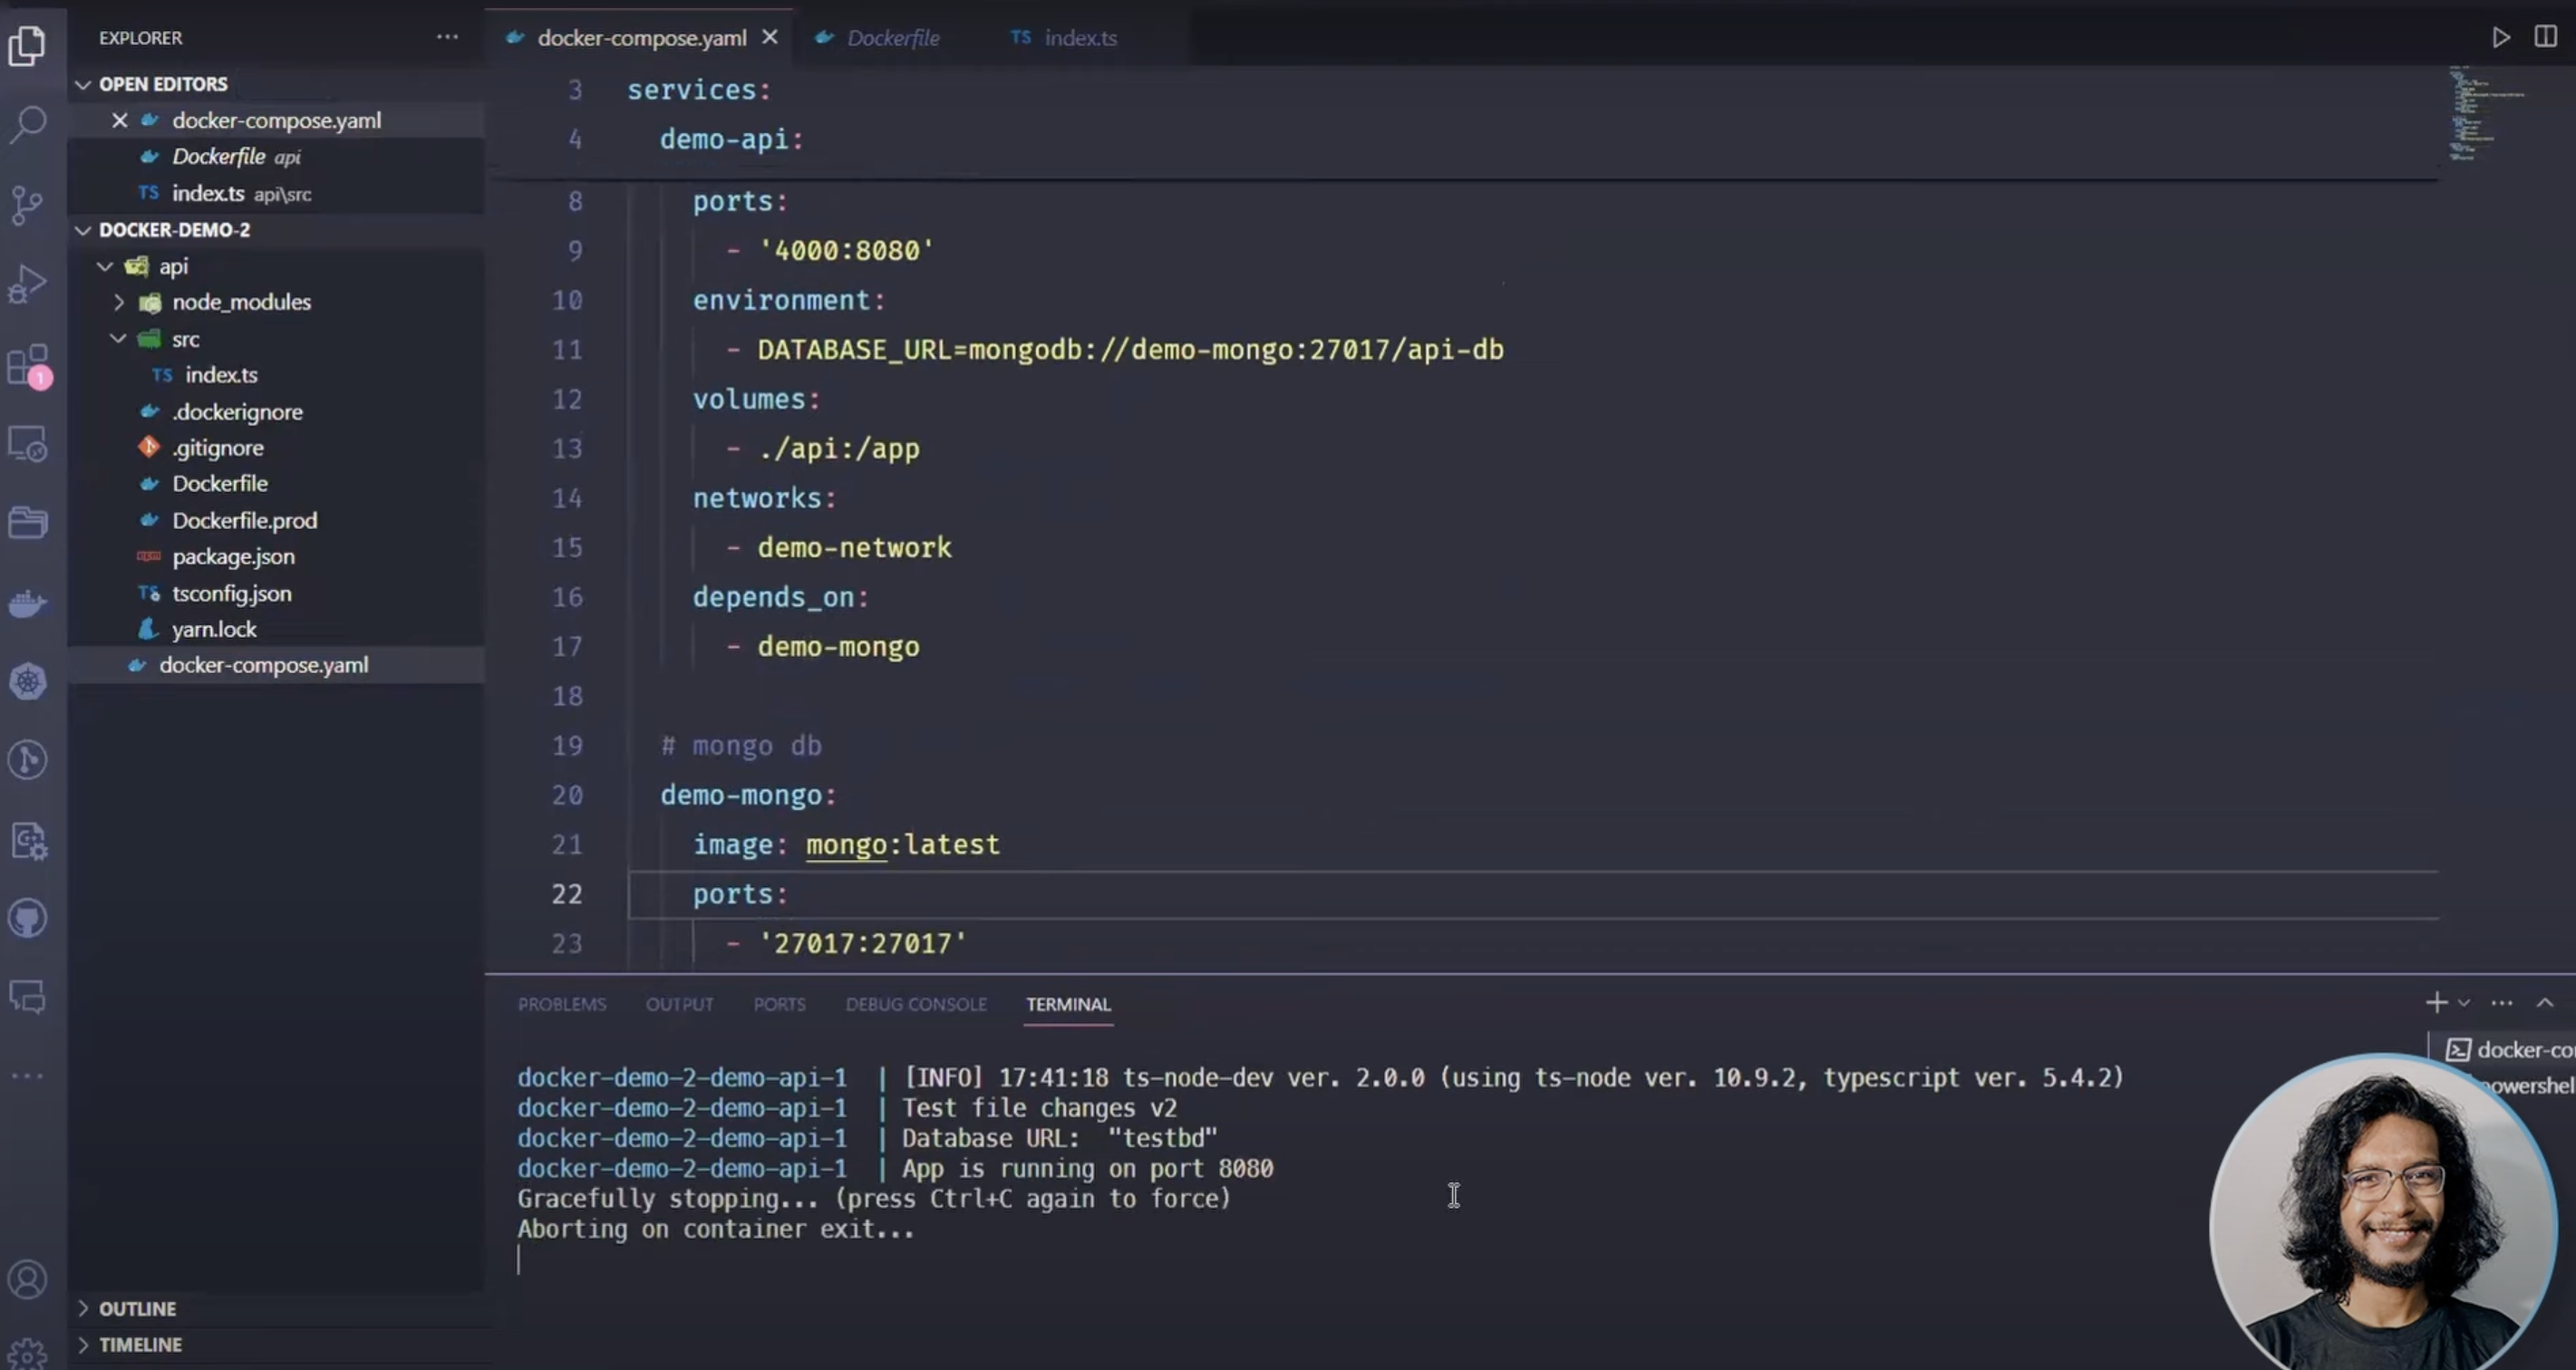 EXPLORER
OPEN EDITORS
docker-compose.yaml
Dockerfile api
index.ts api\src
DOCKER-DEMO-2
api
node_modules
src
TS index.ts
.dockerignore
.gitignore
Dockerfile
Dockerfile.prod
package.json
tsconfig.json
yarn.lock
docker-compose.yaml
OUTLINE
TIMELINE
1
docker-compose.yaml Dockerfile TS index.ts
3 services:
4 demo-api:
8 ports:
9 - '4000:8080'
10 environment:
11 - DATABASE_URL=mongodb://demo-mongo:27017/api-db
12 volumes:
13 - ./api:/app
14 networks:
15 - demo-network
16 depends_on:
17 - demo-mongo
18
19 # mongo db
20 demo-mongo:
21 image: mongo:latest
22 ports:
23 - '27017:27017'
PROBLEMS OUTPUT PORTS DEBUG CONSOLE TERMINAL
docker-demo-2-demo-api-1 | [INFO] 17:41:18 ts-node-dev ver. 2.0.0 (using ts-node ver. 10.9.2, typescript ver. 5.4.2)
docker-demo-2-demo-api-1 | Test file changes v2
docker-demo-2-demo-api-1 | Database URL: "testbd"
docker-demo-2-demo-api-1 | App is running on port 8080
Gracefully stopping... (press Ctrl+C again to force)
Aborting on container exit...
docker-co